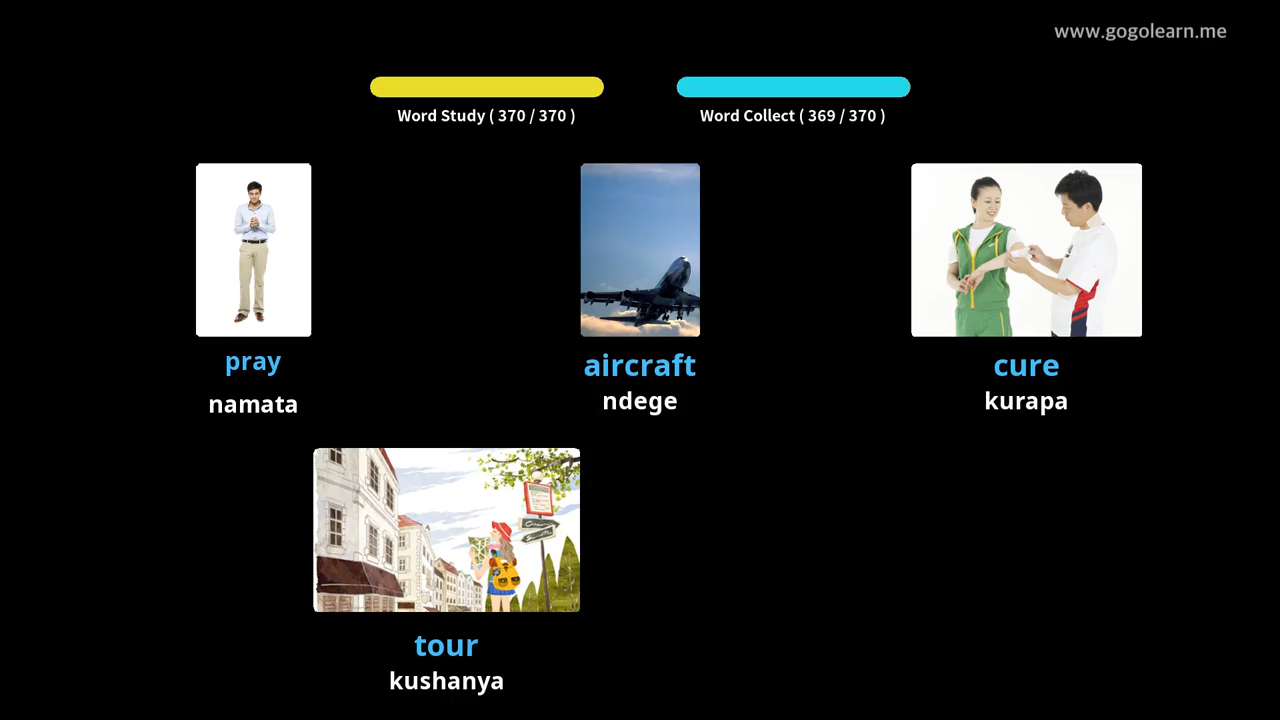 www.gogolearn.me
Word Study ( 370 / 370 )
Word Collect ( 369 / 370 )
pray
namata
aircraft
ndege
cure
kurapa
tour
kushanya